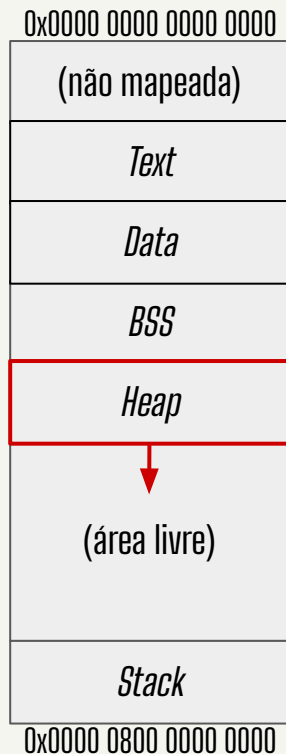 0x0000 0000 0000 0000
(não mapeada)
Text
Data
BSS
Heap
(área livre)
Stack
0x0000 0800 0000 0000